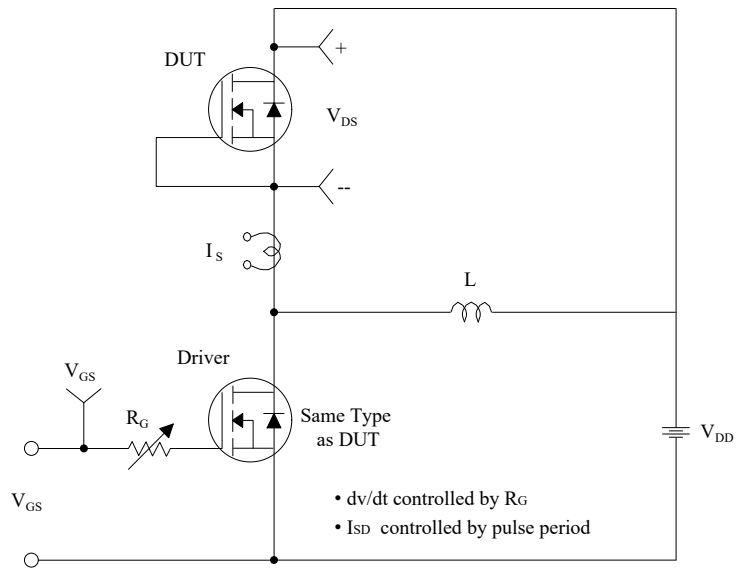 DUT
+
VDS
--
IS
L
Driver
VGS
RG
Same Type
as DUT
VDD
VGS
• dv/dt controlled by RG
• ISD controlled by pulse period